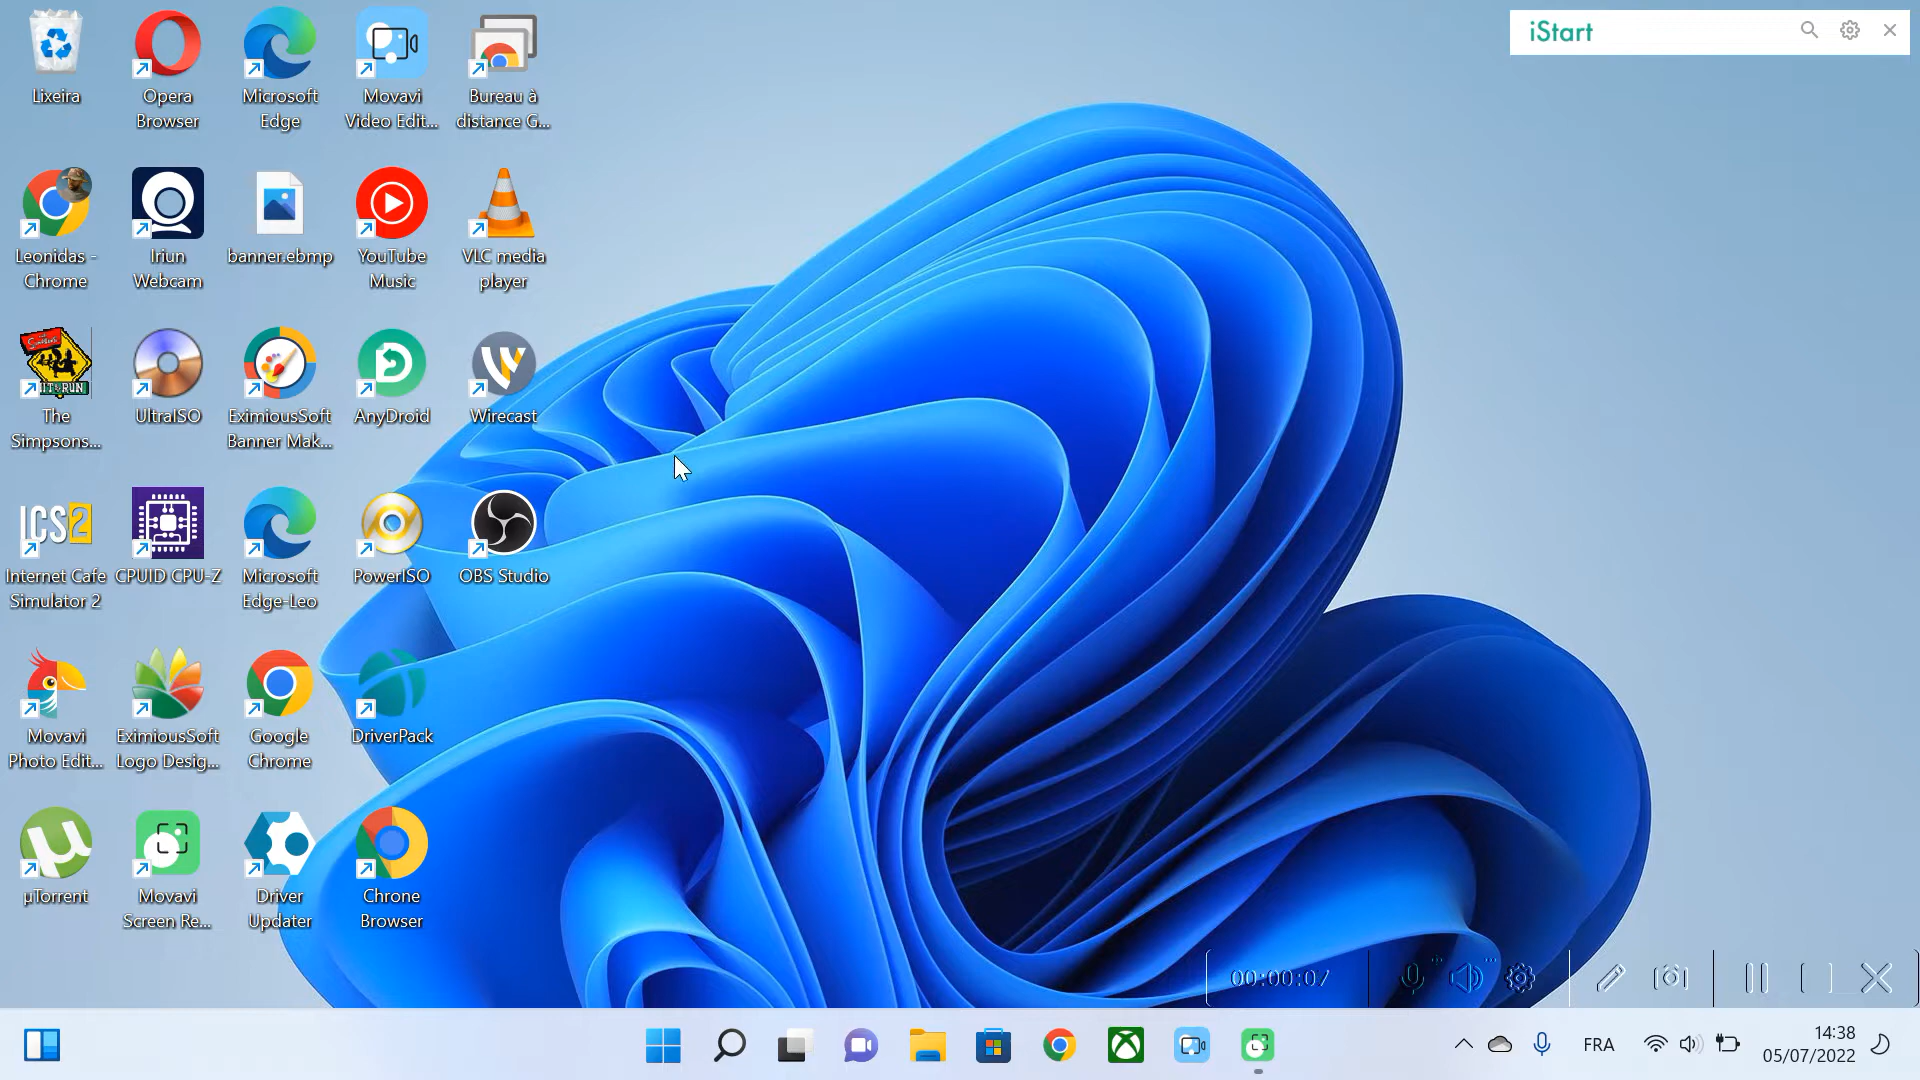 iStart
Lixeira
Opera
Browser
Microsoft
Edge
Movavi
Video Edit...
Bureau à
distance G...
Leonidas -
Chrome
Iriun
Webcam
banner.ebmp
YouTube
Music
VLC media
player
The
Simpsons...
UltraISO
EximiousSoft
Banner Mak...
AnyDroid
Wirecast
ICS2
Internet Cafe
Simulator 2
CPUID CPU-Z
Microsoft
Edge-Leo
PowerISO
OBS Studio
Movavi
Photo Edit...
EximiousSoft
Logo Desig...
Google
Chrome
DriverPack
µTorrent
Movavi
Screen Re...
Driver
Updater
Chrone
Browser
00:00:07
FRA
14:38
05/07/2022